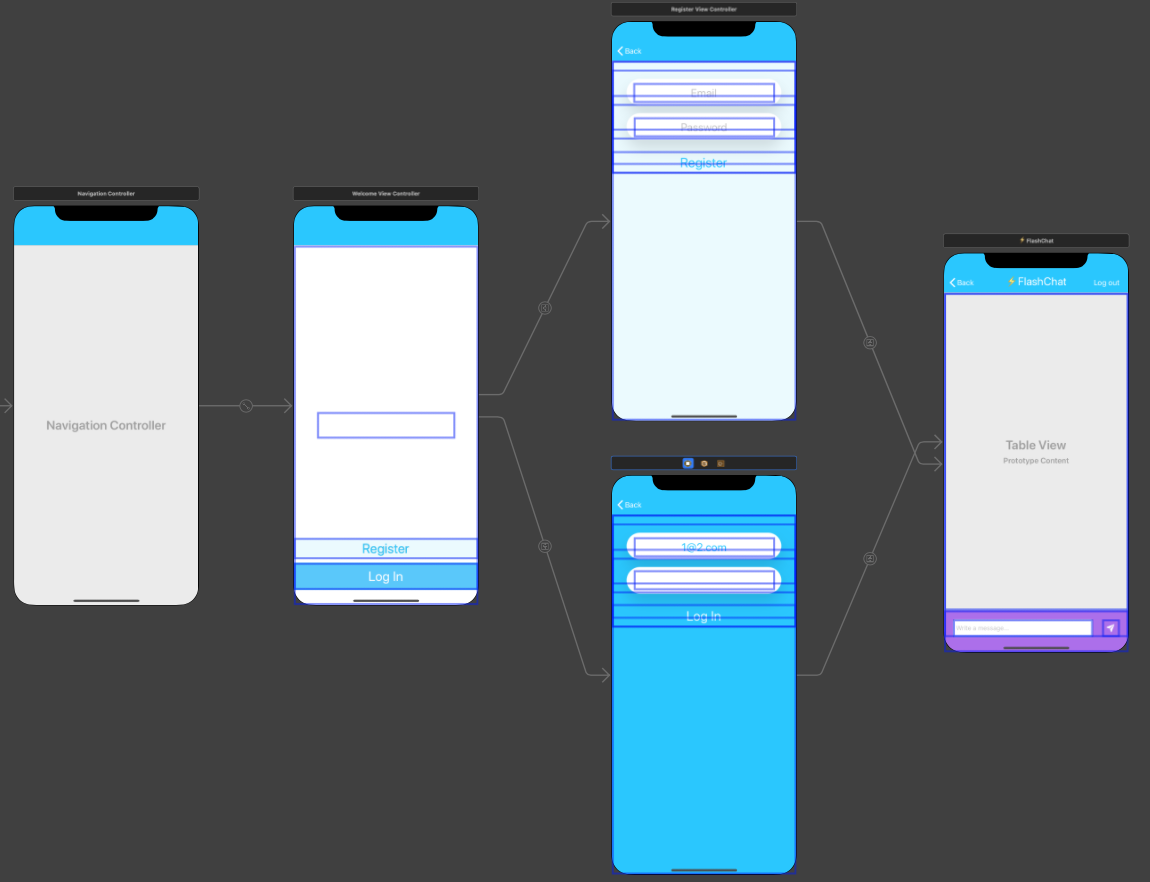 Navigation Controller
Navigation Controller
Welcome View Controller
Register
Log In
Register View Controller
Back
Email
Password
Register
Back
1@2.com
Log In
⚡FlashChat
Back
⚡FlashChat
Log out
Table View
Prototype Content
Write a message...